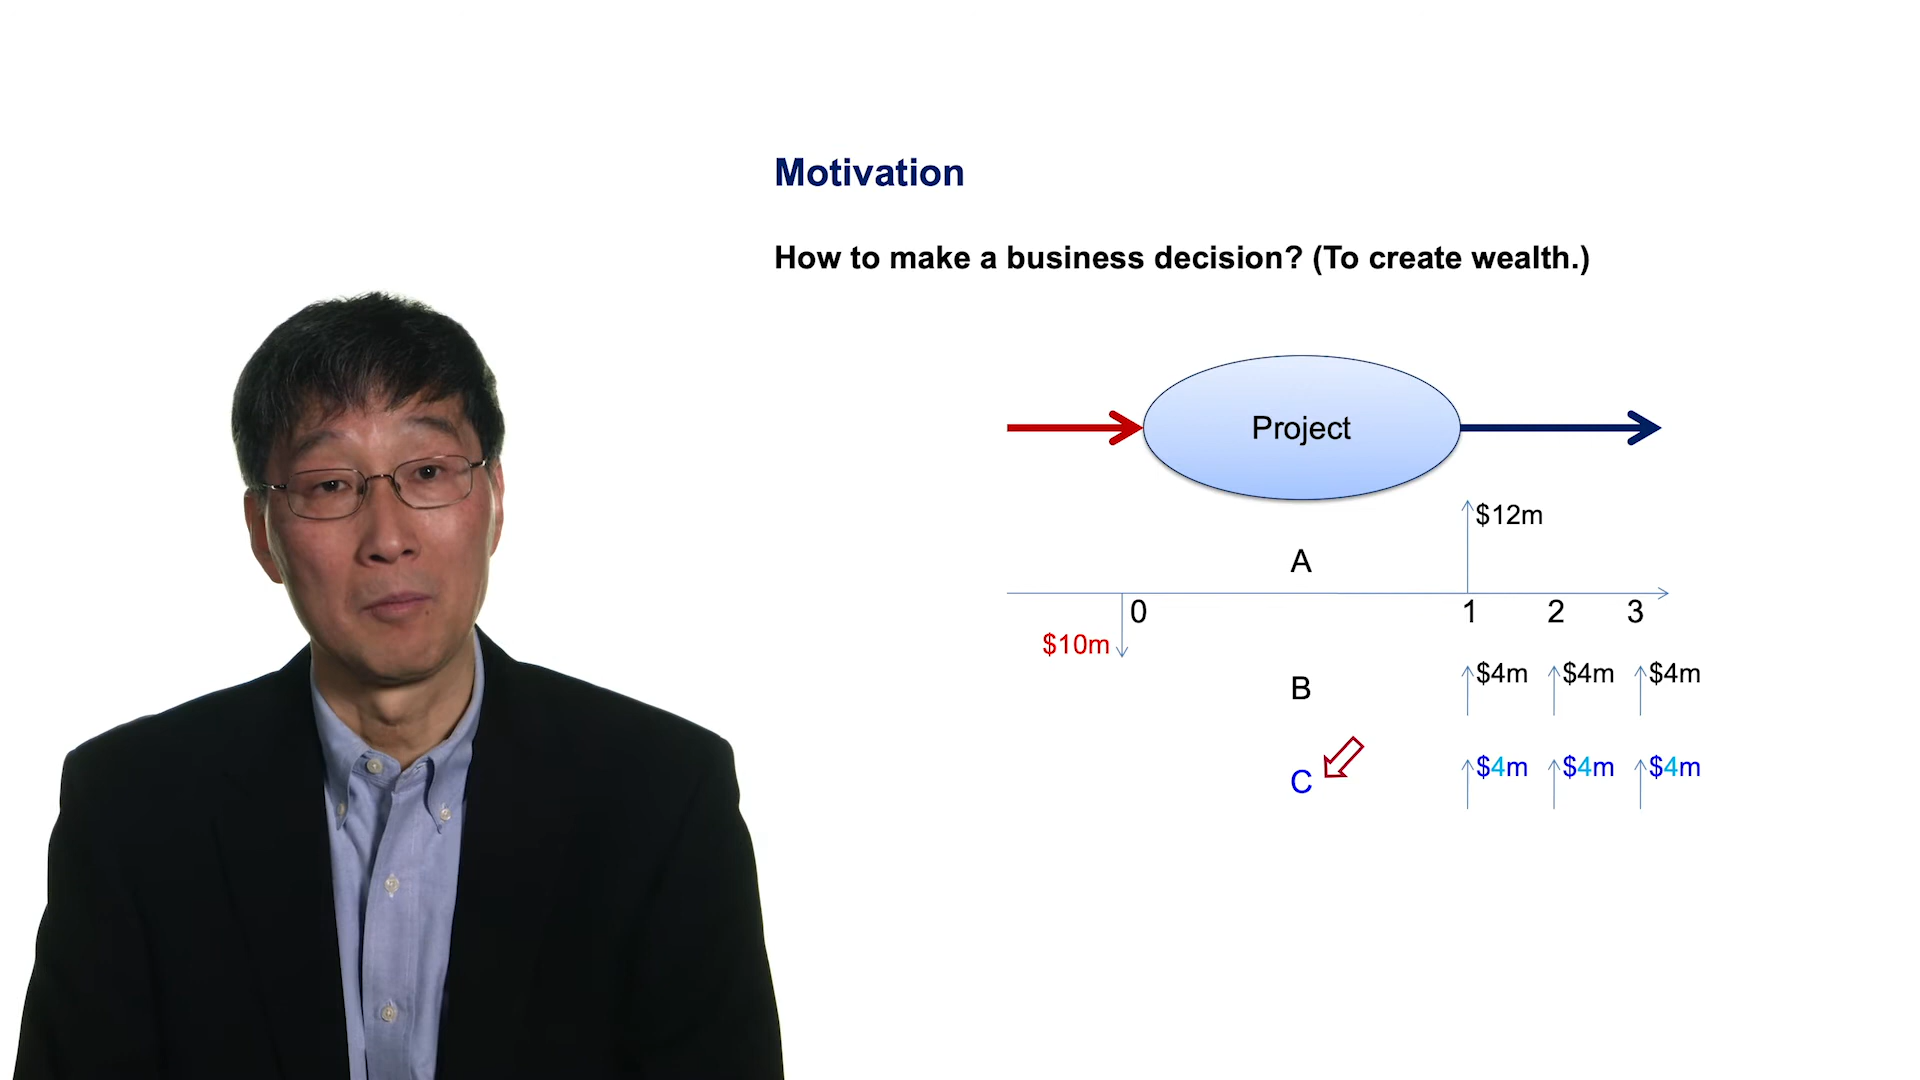 Motivation
How to make a business decision? (To create wealth.)
Project
$12m
A
0 1 2 3
$10m
B $4m $4m $4m
C $4m $4m $4m